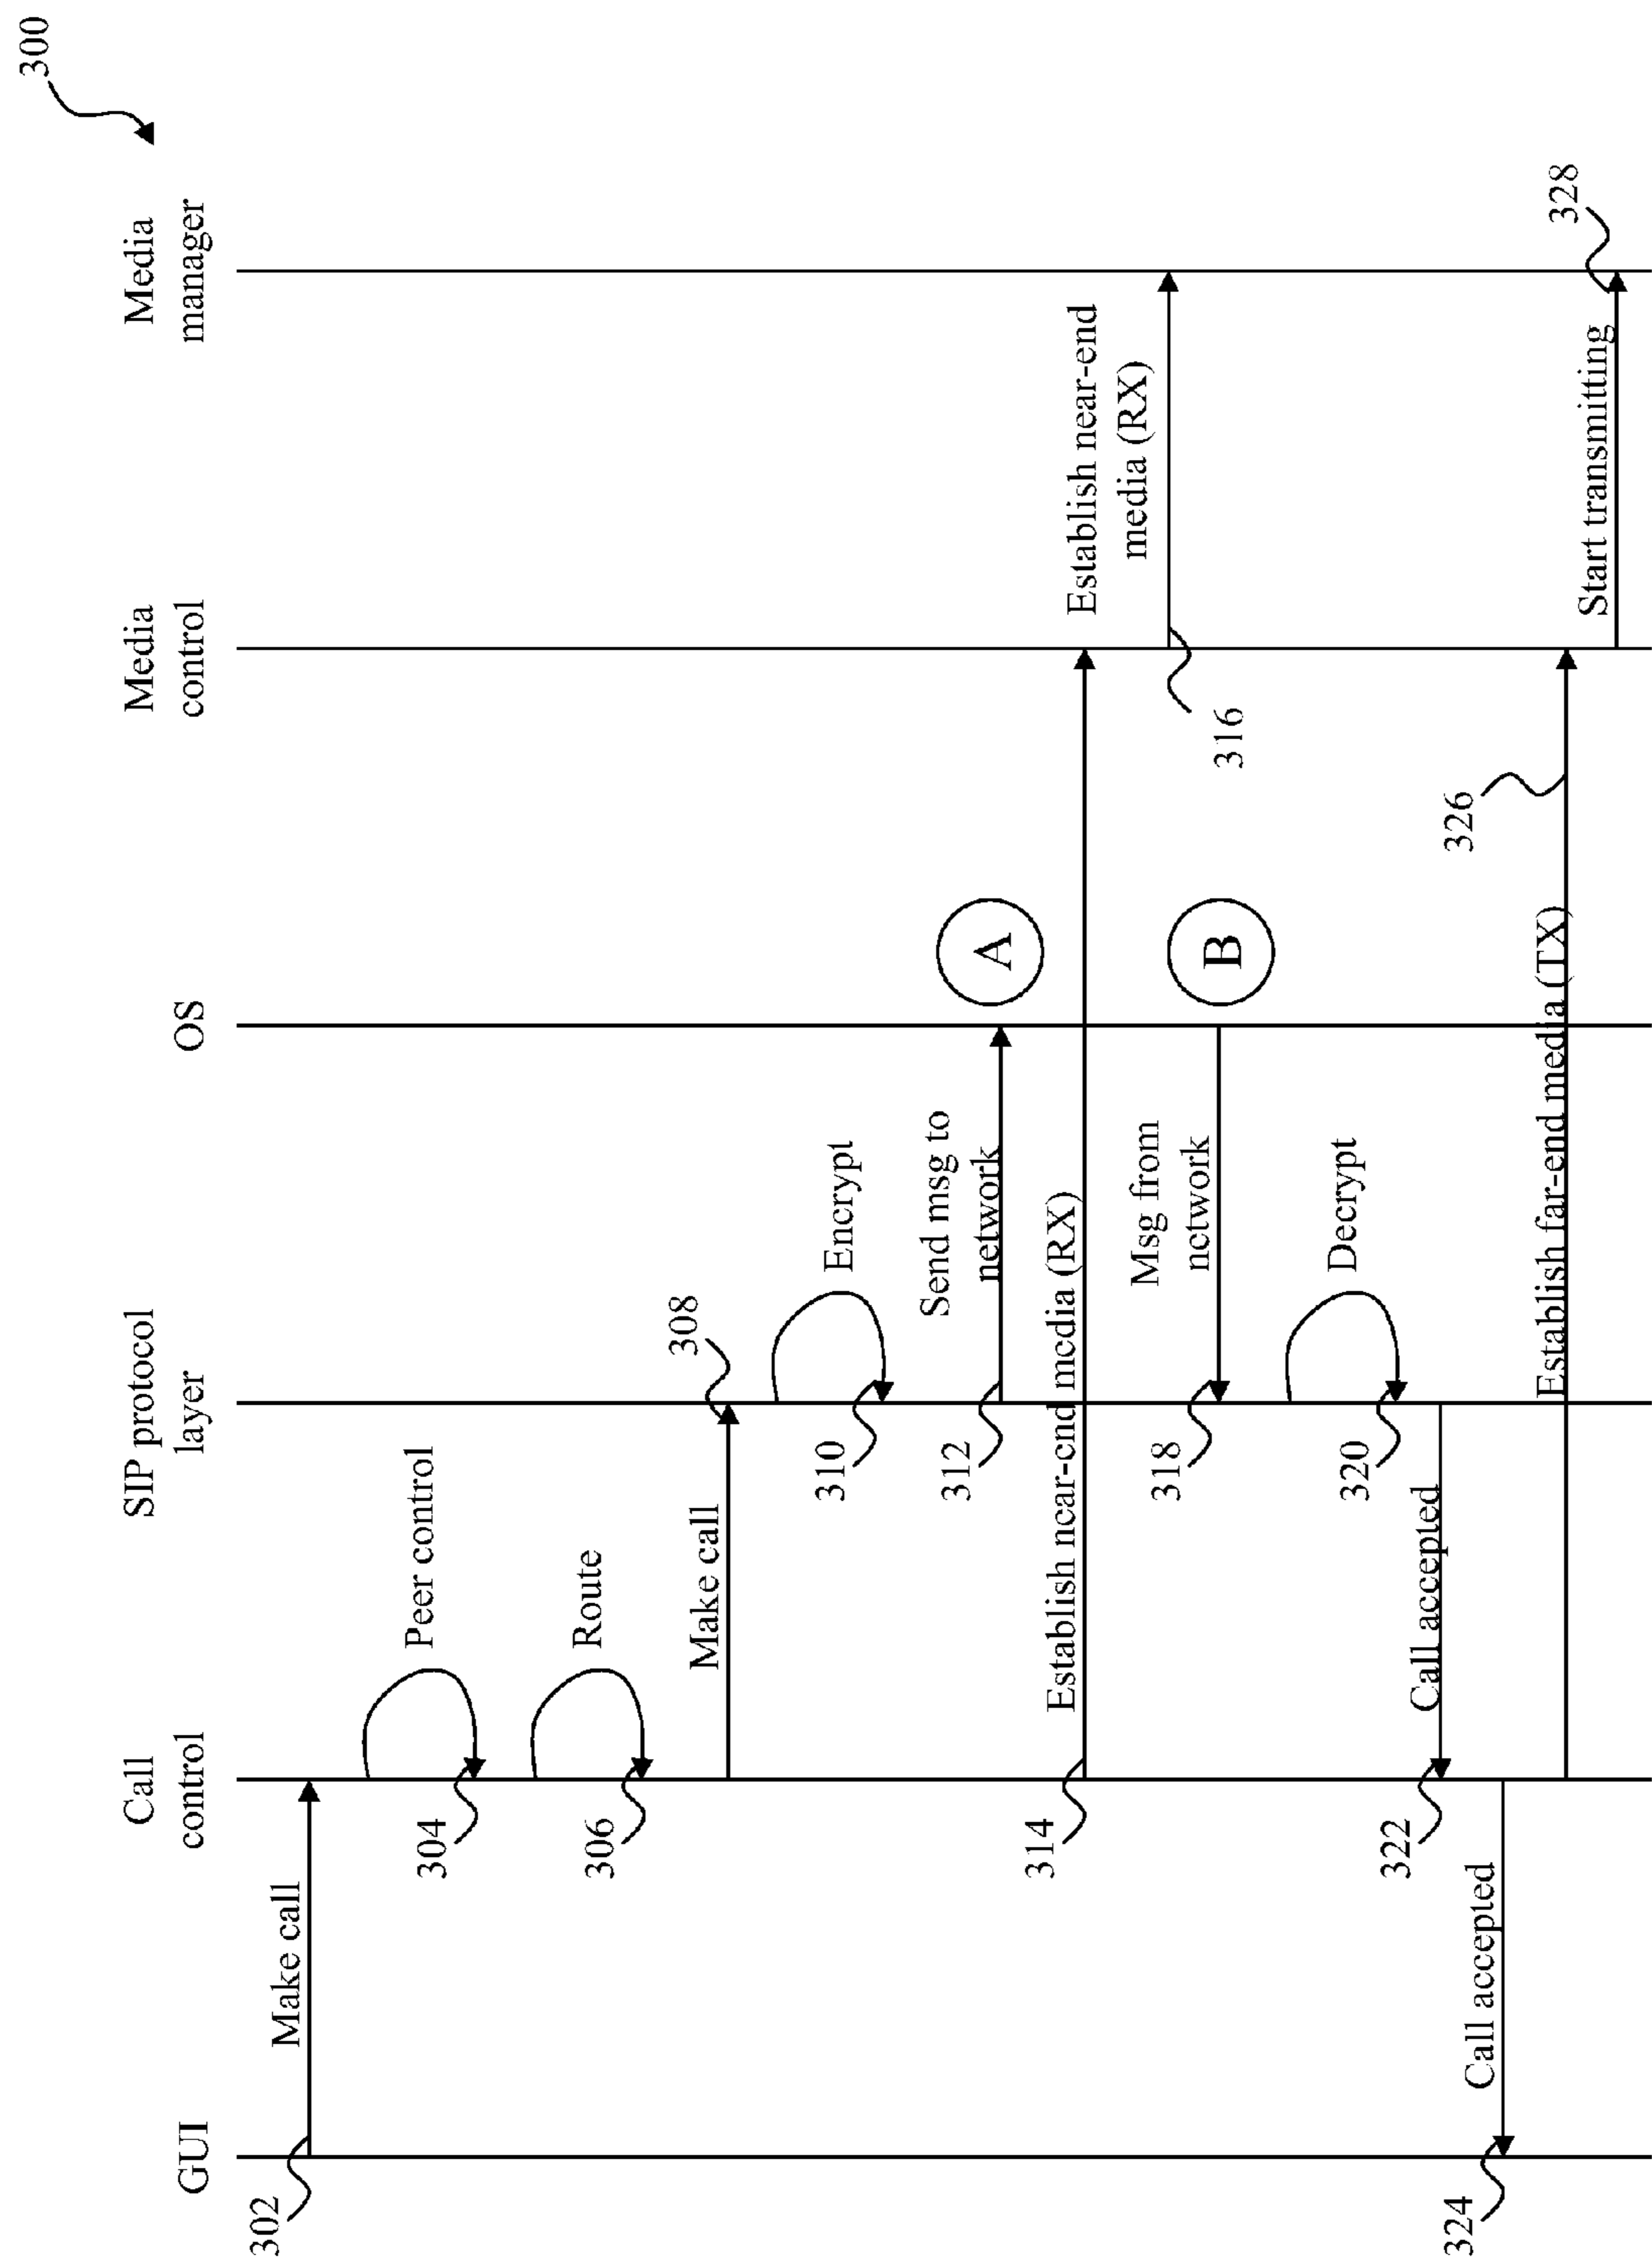 300
GUI
Call
control
SIP protocol
layer
OS
Media
control
Media
manager
302
Make call
304
Peer control
306
Route
Make call
308
310
Encrypt
312
Send msg to
network
A
314
Establish near-end media (RX)
Establish near-end
media (RX)
316
318
Msg from
network
B
320
Decrypt
322
Call accepted
324
Call accepted
Establish far-end media (TX)
326
Start transmitting
328